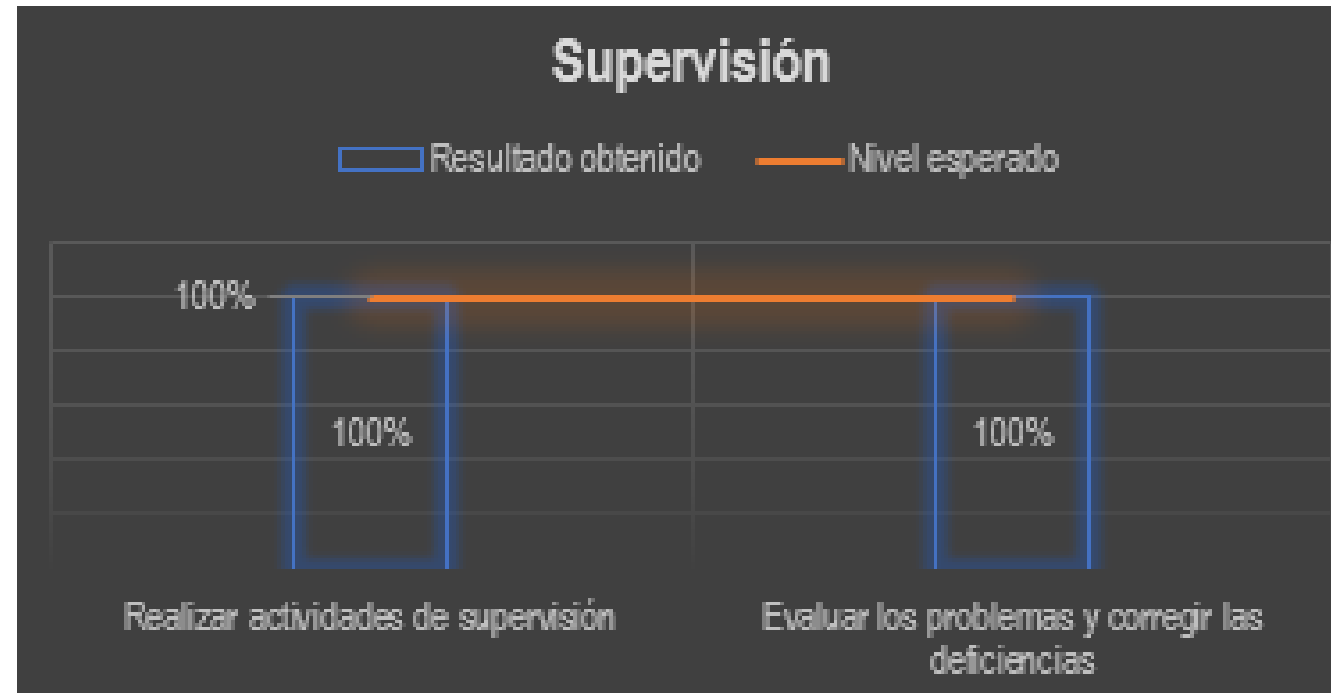 Supervisión
Resultado obtenido Nivel esperado
100%
100% 100%
Realizar actividades de supervisión Evaluar los problemas y corregir las
deficiencias